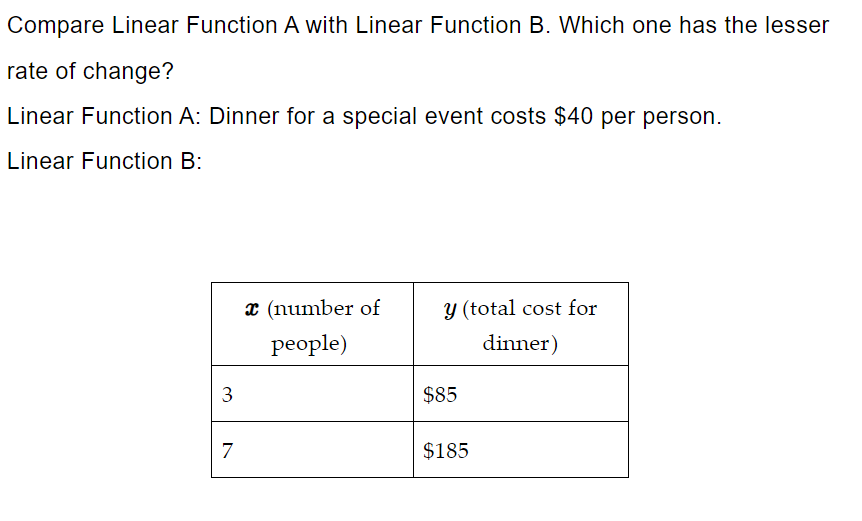 Compare Linear Function A with Linear Function B. Which one has the lesser
rate of change?
Linear Function A: Dinner for a special event costs $40 per person.
Linear Function B:
x (number of people) y (total cost for dinner)
3 $85
7 $185